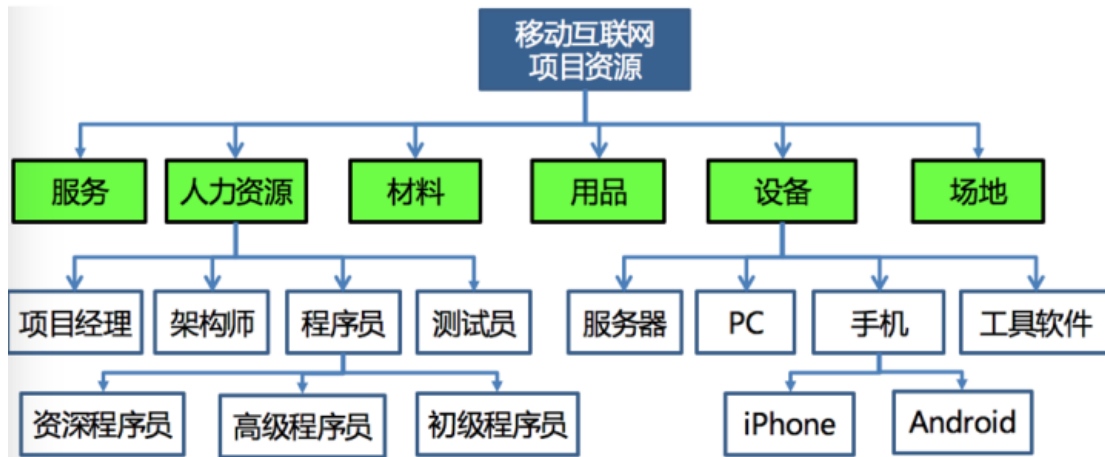 移动互联网
项目资源
服务
人力资源
材料
用品
设备
场地
项目经理
架构师
程序员
测试员
服务器
PC
手机
工具软件
资深程序员
高级程序员
初级程序员
iPhone
Android